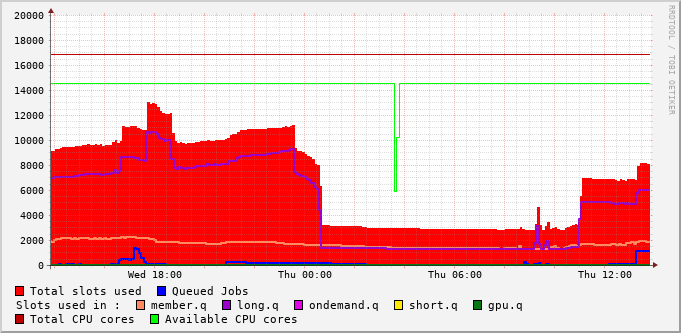 20000
18000
16000
14000
12000
10000
8000
6000
4000
2000
0
Wed 18:00 Thu 00:00 Thu 06:00 Thu 12:00
Total slots used Queued Jobs
Slots used in : member.q long.q ondemand.q short.q gpu.q
Total CPU cores Available CPU cores
RRDTOOL / TOBI OETIKER